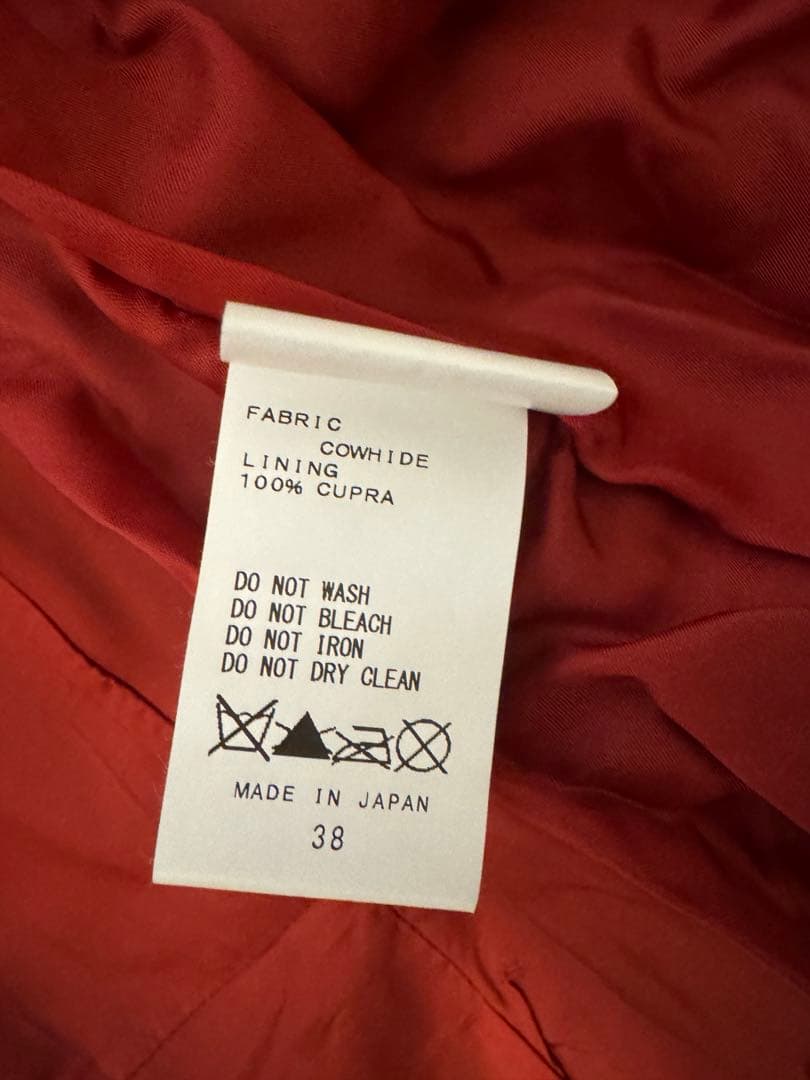 FABRIC
COWHIDE
LINING
100% CUPRA
DO NOT WASH
DO NOT BLEACH
DO NOT IRON
DO NOT DRY CLEAN
MADE IN JAPAN
38